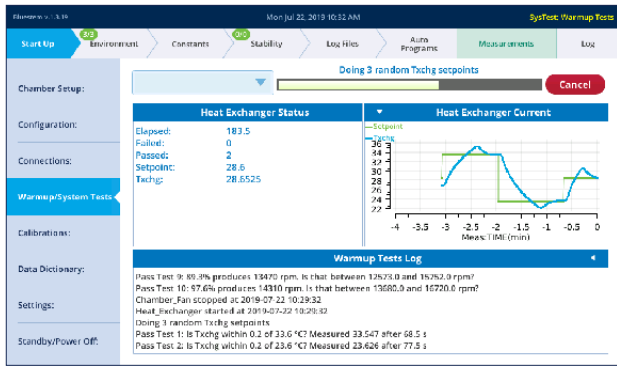 Bluestem v.1.3.19
Mon Jul 22, 2019 10:32 AM
SysTest: Warmup Tests
Start Up
3/3
Environment
Constants
0/0
Stability
Log Files
Auto
Programs
Measurements
Log
Chamber Setup:
Configuration:
Connections:
Warmup/System Tests
Calibrations:
Data Dictionary:
Settings:
Standby/Power Off:
Doing 3 random Txchg setpoints
Cancel
Heat Exchanger Status
Elapsed: 183.5
Failed: 0
Passed: 2
Setpoint: 28.6
Txchg: 28.6525
Heat Exchanger Current
Setpoint
Txchg
36
34
32
30
28
26
24
22
-4 -3.5 -3 -2.5 -2 -1.5 -1 -0.5 0
Meas:TIME(min)
Warmup Tests Log
Pass Test 9: 89.3% produces 13470 rpm. Is that between 12573.0 and 15752.0 rpm?
Pass Test 10: 97.6% produces 14310 rpm. Is that between 13680.0 and 16720.0 rpm?
Chamber_Fan stopped at 2019-07-22 10:29:32
Heat_Exchanger started at 2019-07-22 10:29:32
Doing 3 random Txchg setpoints
Pass Test 1: Is Txchg within 0.2 of 33.6 °C? Measured 33.547 after 68.5 s
Pass Test 2: Is Txchg within 0.2 of 23.6 °C? Measured 23.626 after 77.5 s